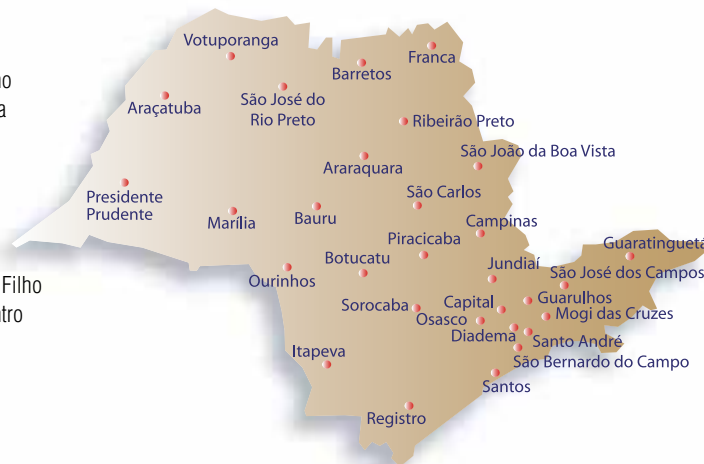 Votuporanga
Franca
Barretos
Araçatuba
São José do
Rio Preto
Ribeirão Preto
São João da Boa Vista
Araraquara
Presidente
Prudente
Marília
Bauru
São Carlos
Campinas
Piracicaba
Guaratinguetá
Ourinhos
Botucatu
Jundiaí
São José dos Campos
Filho
ntro
Sorocaba
Capital
Guarulhos
Osasco
Mogi das Cruzes
Diadema
Santo André
São Bernardo do Campo
Itapeva
Santos
Registro